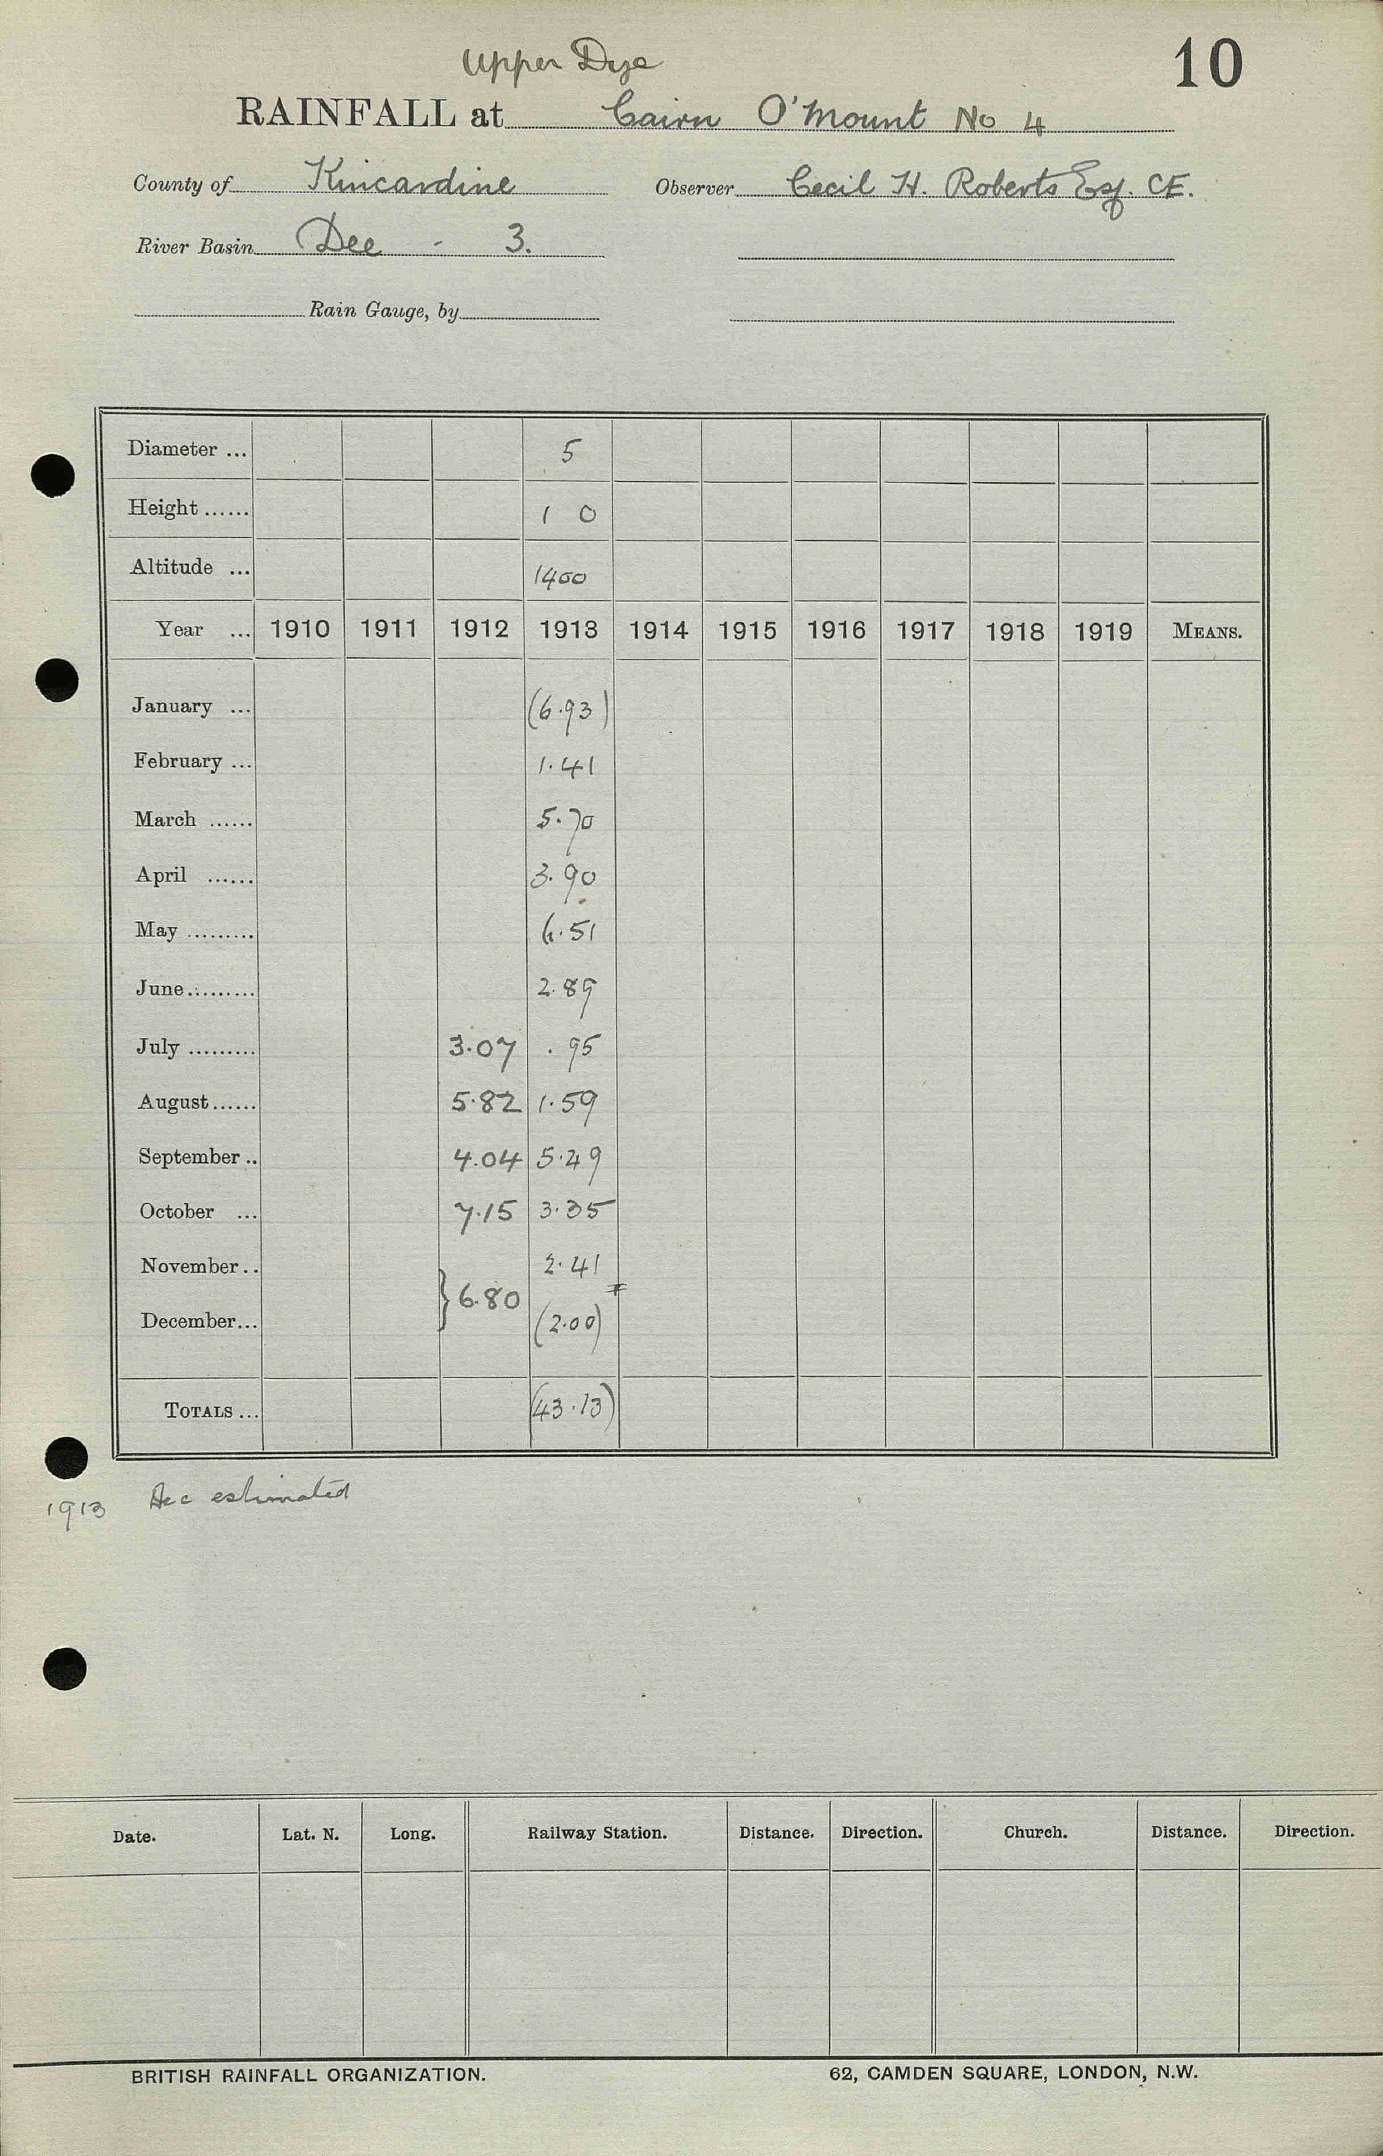 10
Upper Dye
RAINFALL at Cairn O'Mount No 4
County of Kincardine Observer Cecil H. Roberts Esq. CE.
River Basin Dee - 3.
Rain Gauge, by
Diameter ... 5
Height ...... 1 0
Altitude ... 1400
Year ... 1910 1911 1912 1913 1914 1915 1916 1917 1918 1919 MEANS.
January ... (6.93)
February ... 1.41
March ...... 5.70
April ...... 3.90
May ......... 6.51
June ......... 2.89
July ......... 3.07 .95
August ...... 5.82 1.59
September .. 4.04 5.49
October ... 7.15 3.35
November .. 2.41
} 6.80
December ... (2.00)
TOTALS ... (43.13)
1913 Dec estimated
Date. Lat. N. Long. Railway Station. Distance. Direction. Church. Distance. Direction.
BRITISH RAINFALL ORGANIZATION. 62, CAMDEN SQUARE, LONDON, N.W.